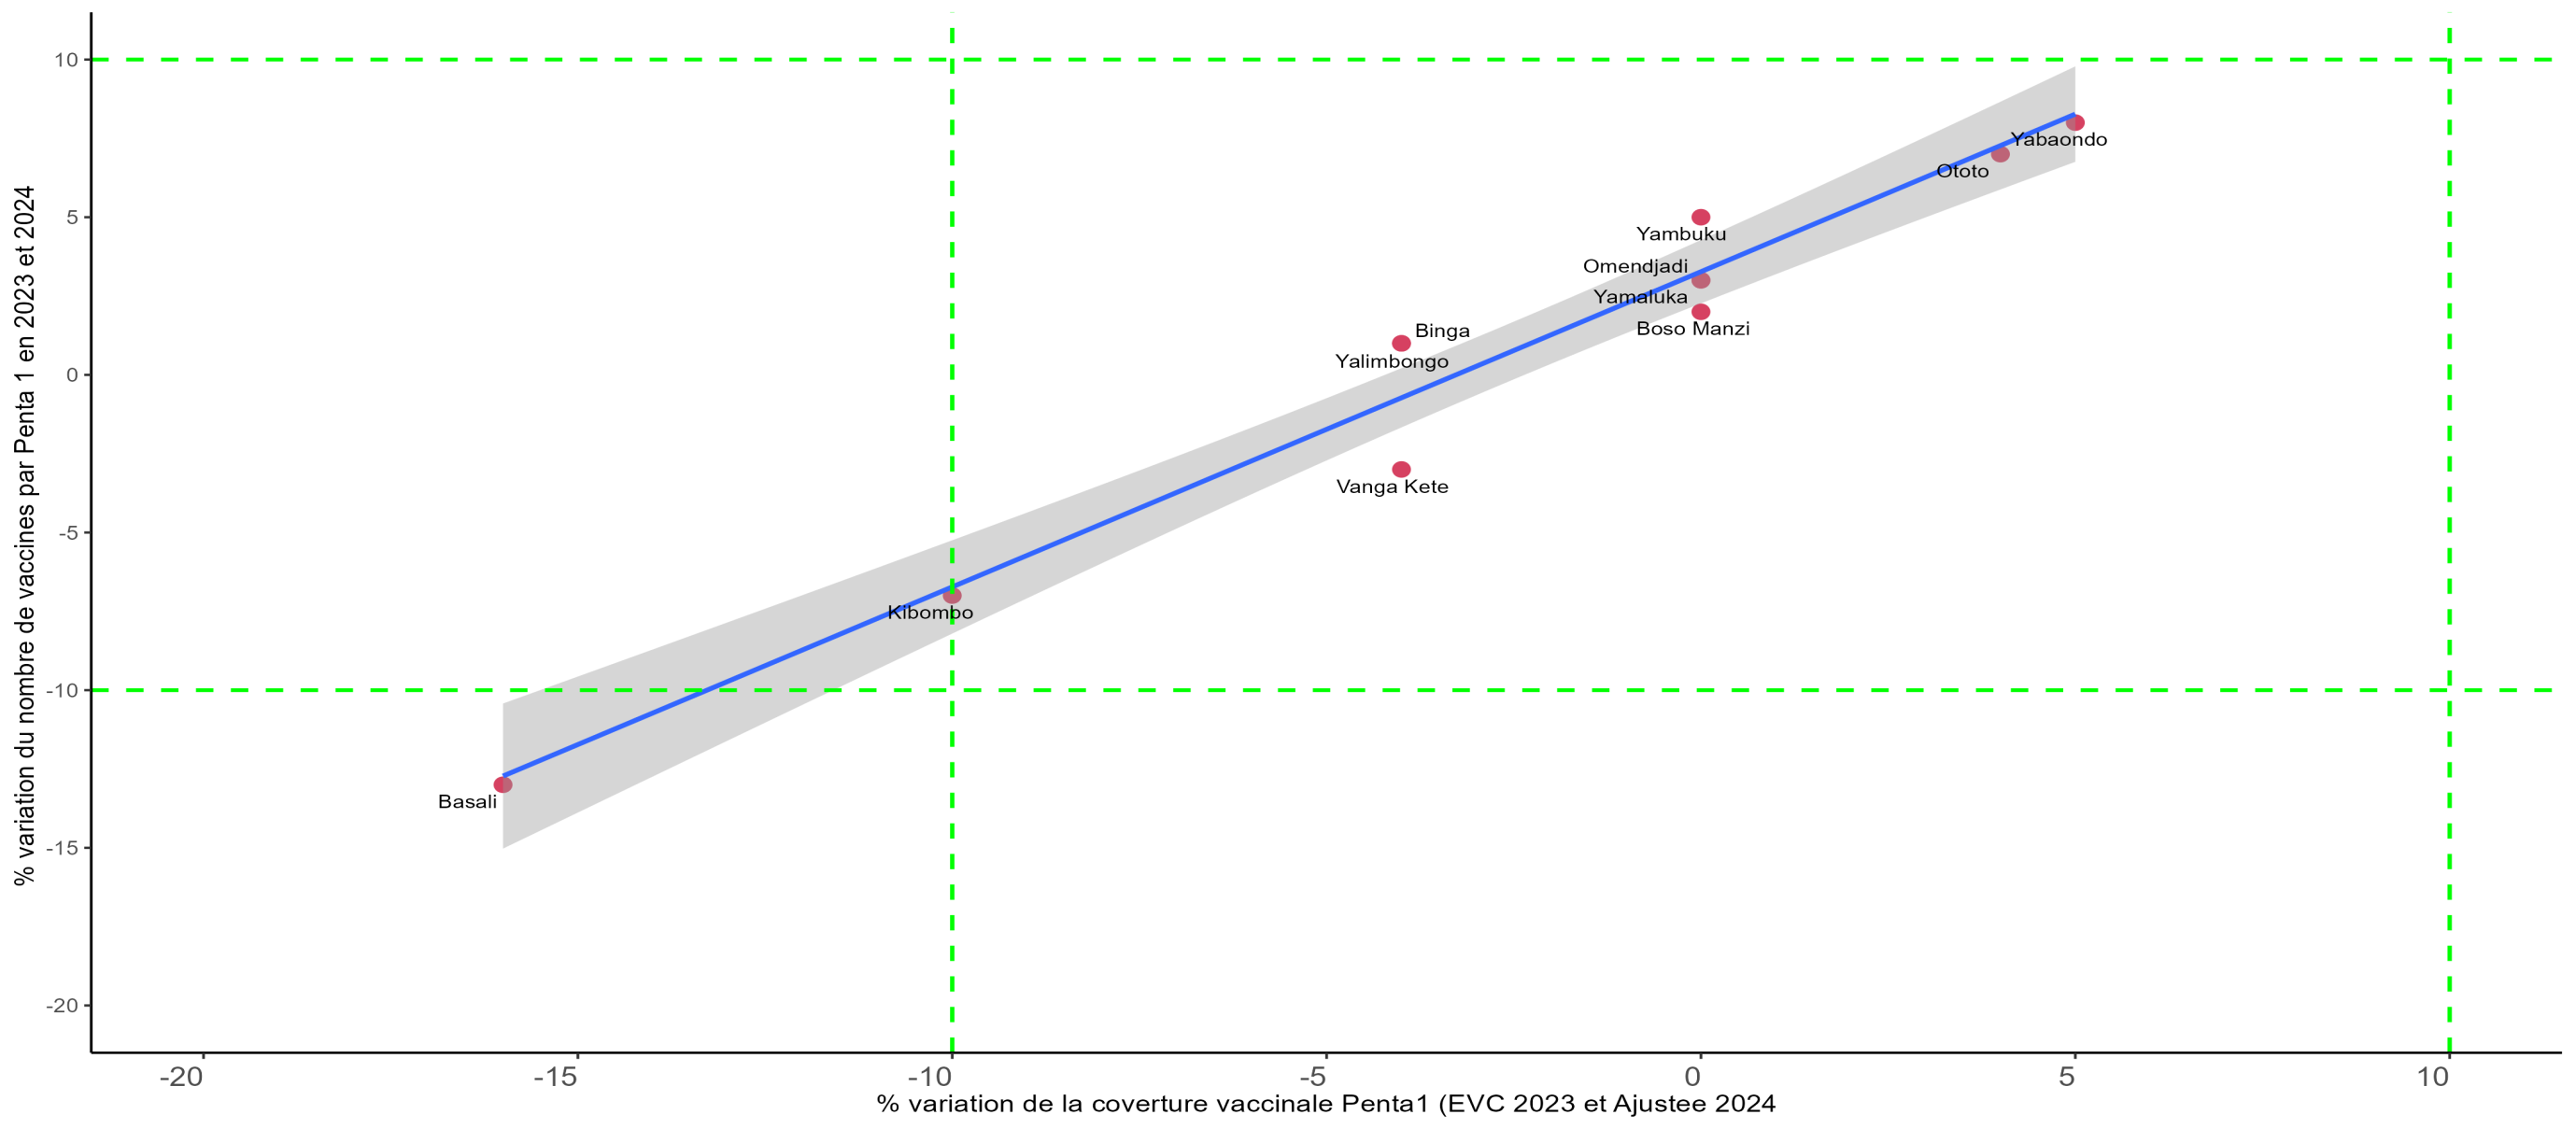 % variation du nombre de vaccines par Penta 1 en 2023 et 2024
10
5
0
-5
-10
-15
-20
Yabaondo
Ototo
Yambuku
Omendjadi
Yamaluka
Boso Manzi
Binga
Yalimbongo
Vanga Kete
Kibombo
Basali
-20
-15
-10
-5
0
5
10
% variation de la coverture vaccinale Penta1 (EVC 2023 et Ajustee 2024